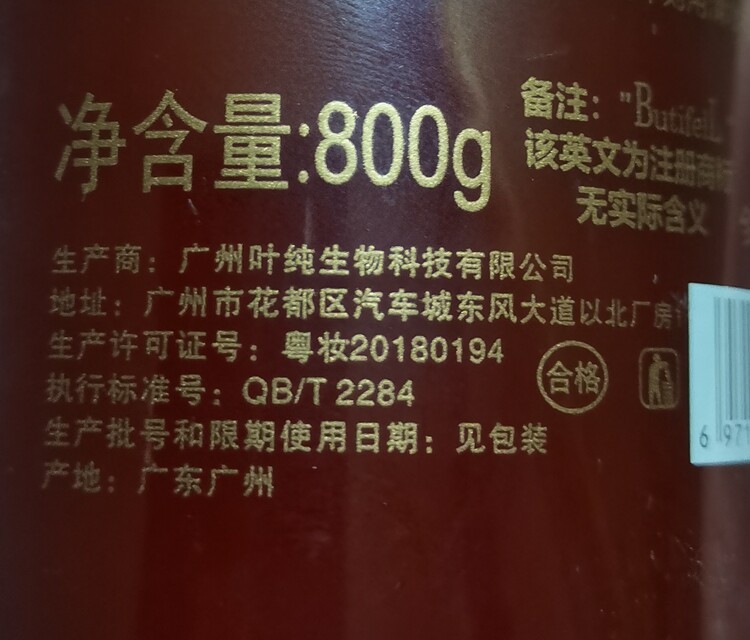 净含量:800g
备注："ButifeiL
该英文为注册商标
无实际含义
生产商：广州叶纯生物科技有限公司
地址：广州市花都区汽车城东风大道以北厂房
生产许可证号：粤妆20180194
执行标准号：QB/T 2284
合格
生产批号和限期使用日期：见包装
产地：广东广州
6 971